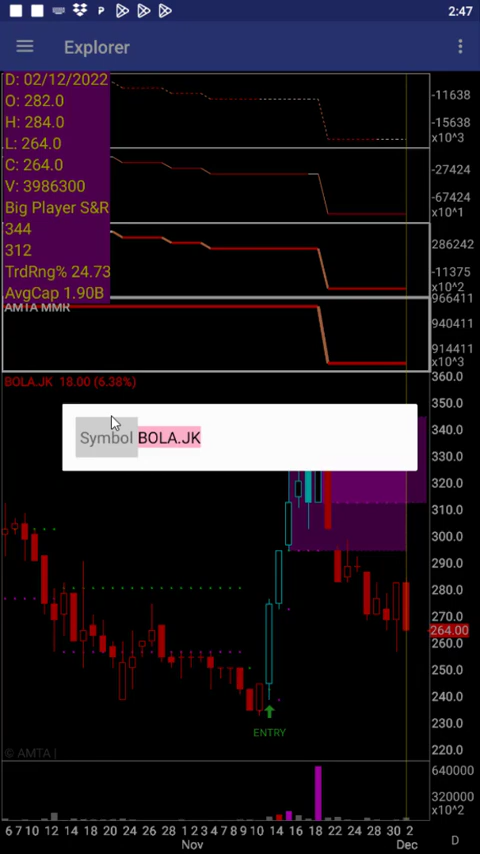 2:47
Explorer
D: 02/12/2022
O: 282.0
H: 284.0
L: 264.0
C: 264.0
V: 3986300
Big Player S&R
344
312
TrdRng% 24.73
AvgCap 1.90B
-11638
-15638
x10^3
-27424
-67424
x10^1
286242
-11375
x10^2
AMTA MMR
966411
940411
914411
x10^3
BOLA.JK 18.00 (6.38%)
Symbol BOLA.JK
360.0
350.0
340.0
330.0
320.0
310.0
300.0
290.0
280.0
270.0
264.00
260.0
250.0
240.0
230.0
220.0
ENTRY
© AMTA |
640000
320000
x10^2
6 7 10 12 14 18 20 24 26 28 1 2 3 4 7 8 9 10 14 16 18 22 24 28 30 2
Nov Dec
D